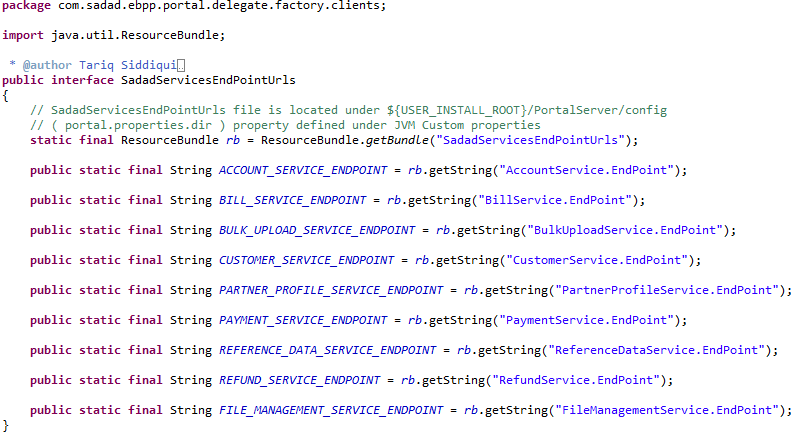 package com.sadad.ebpp.portal.delegate.factory.clients;
import java.util.ResourceBundle;
* @author Tariq Siddiqui..
public interface SadadServicesEndPointUrls
{
// SadadServicesEndPointUrls file is located under ${USER_INSTALL_ROOT}/PortalServer/config
// ( portal.properties.dir ) property defined under JVM Custom properties
static final ResourceBundle rb = ResourceBundle.getBundle("SadadServicesEndPointUrls");
public static final String ACCOUNT_SERVICE_ENDPOINT = rb.getString("AccountService.EndPoint");
public static final String BILL_SERVICE_ENDPOINT = rb.getString("BillService.EndPoint");
public static final String BULK_UPLOAD_SERVICE_ENDPOINT = rb.getString("BulkUploadService.EndPoint");
public static final String CUSTOMER_SERVICE_ENDPOINT = rb.getString("CustomerService.EndPoint");
public static final String PARTNER_PROFILE_SERVICE_ENDPOINT = rb.getString("PartnerProfileService.EndPoint");
public static final String PAYMENT_SERVICE_ENDPOINT = rb.getString("PaymentService.EndPoint");
public static final String REFERENCE_DATA_SERVICE_ENDPOINT = rb.getString("ReferenceDataService.EndPoint");
public static final String REFUND_SERVICE_ENDPOINT = rb.getString("RefundService.EndPoint");
public static final String FILE_MANAGEMENT_SERVICE_ENDPOINT = rb.getString("FileManagementService.EndPoint");
}